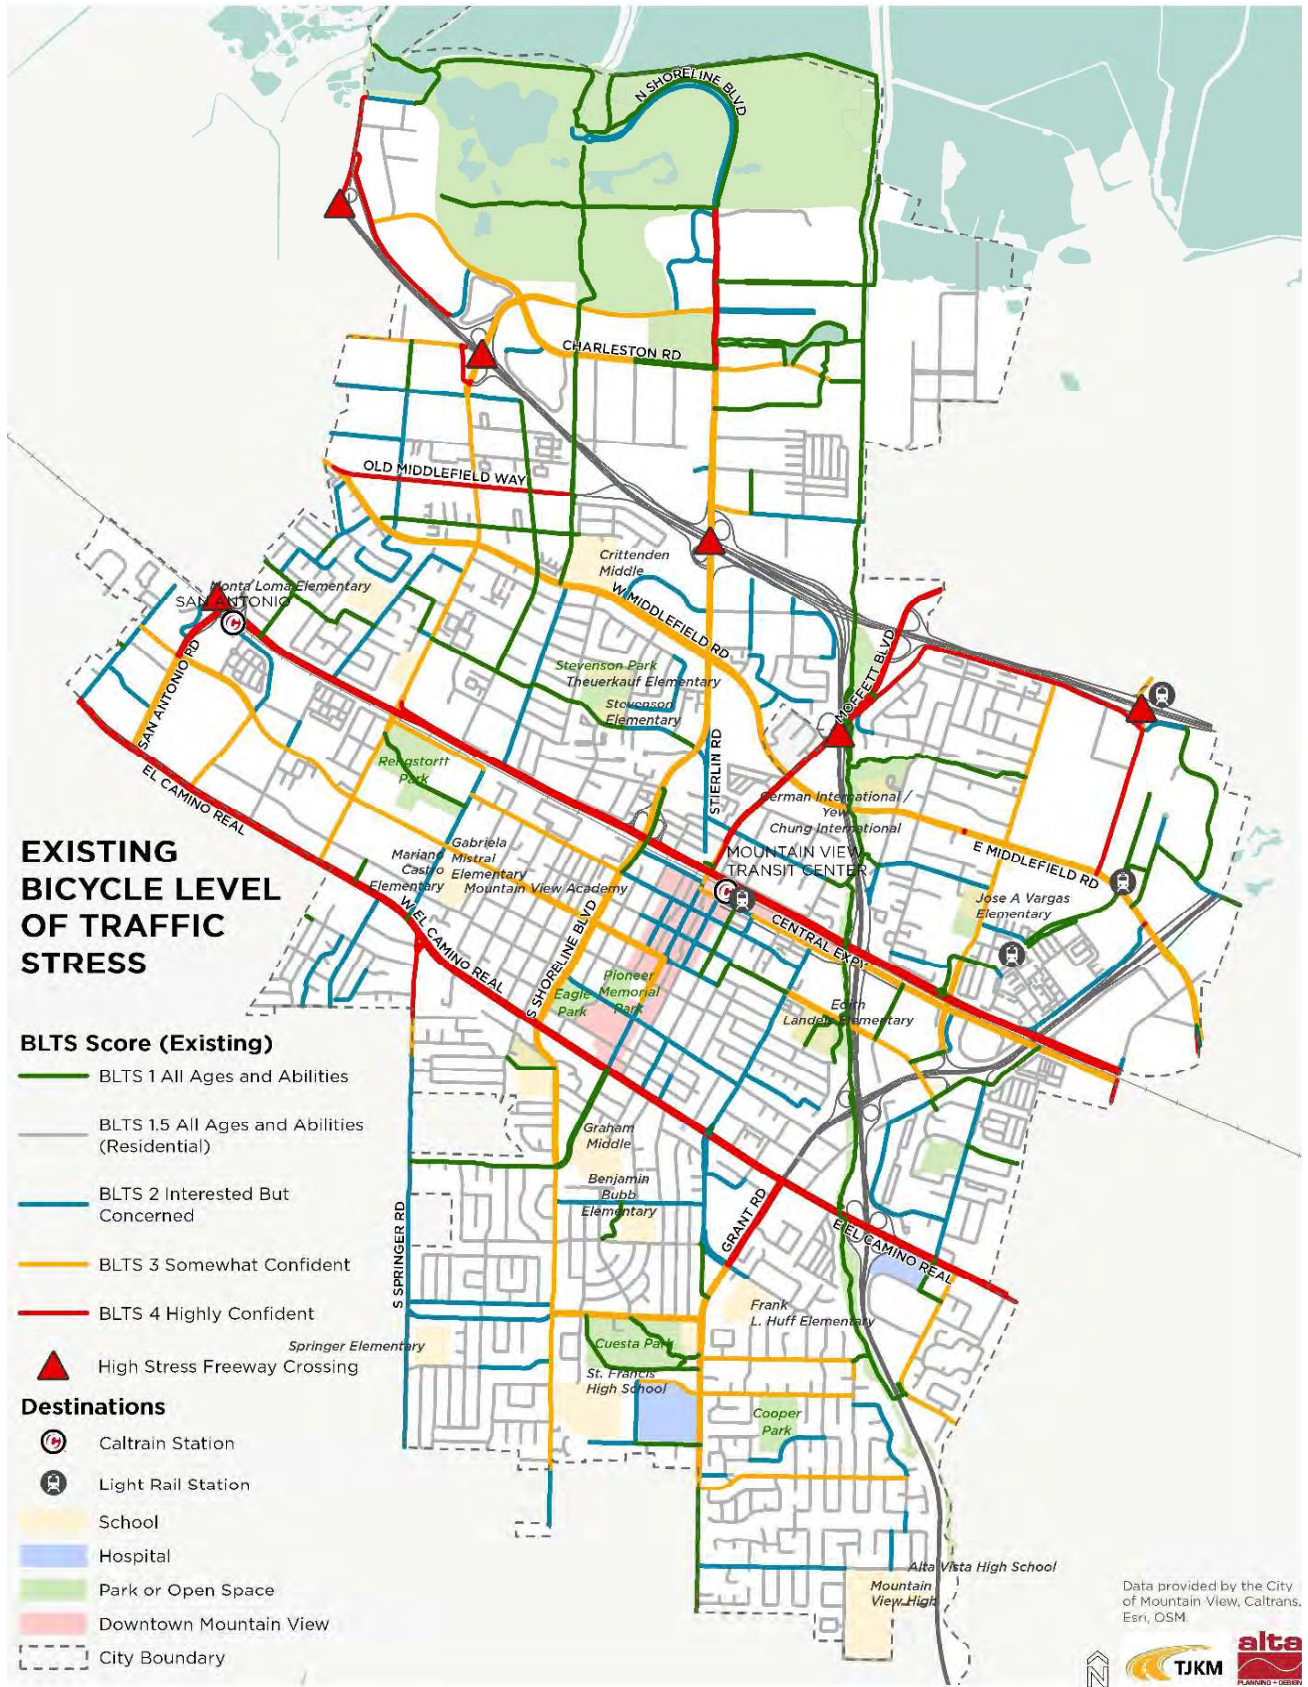 N SHORELINE BLVD
CHARLESTON RD
OLD MIDDLEFIELD WAY
Crittenden
Middle
Monta Loma Elementary
SAN ANTONIO
W MIDDLEFIELD RD
MOFFETT BLVD
Stevenson Park
Theuerkauf Elementary
Stevenson
Elementary
SAN ANTONIO RD
STIERLIN RD
Rengstorff
Park
EL CAMINO REAL
German International /
Yew
Chung International
E MIDDLEFIELD RD
Gabriela
Mistral
Elementary
Mariano
Castro
Elementary
Mountain View Academy
MOUNTAIN VIEW
TRANSIT CENTER
Jose A Vargas
Elementary
W EL CAMINO REAL
S SHORELINE BLVD
CENTRAL EXPY
Pioneer
Memorial
Park
Eagle
Park
Edith
Landels Elementary
EXISTING
BICYCLE LEVEL
OF TRAFFIC
STRESS
BLTS Score (Existing)
BLTS 1 All Ages and Abilities
BLTS 1.5 All Ages and Abilities
(Residential)
BLTS 2 Interested But
Concerned
BLTS 3 Somewhat Confident
BLTS 4 Highly Confident
High Stress Freeway Crossing
Destinations
Caltrain Station
Light Rail Station
School
Hospital
Park or Open Space
Downtown Mountain View
City Boundary
Graham
Middle
Benjamin
Bubb
Elementary
GRANT RD
S SPRINGER RD
E EL CAMINO REAL
Frank
L. Huff Elementary
Springer Elementary
Cuesta Park
St. Francis
High School
Cooper
Park
Alta Vista High School
Mountain
View High
Data provided by the City
of Mountain View, Caltrans,
Esri, OSM.
N
TJKM
alta
PLANNING + DESIGN